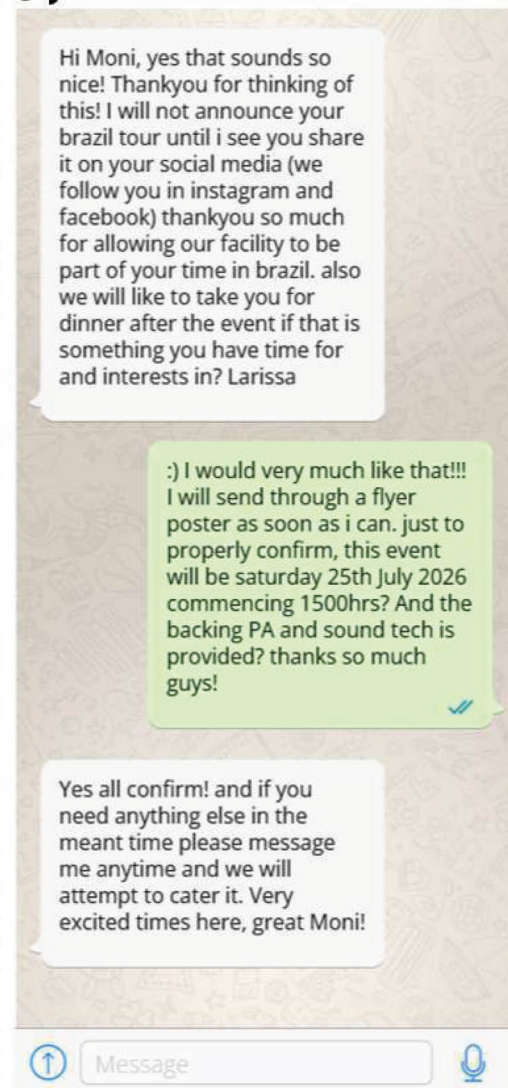 Hi Moni, yes that sounds so
nice! Thankyou for thinking of
this! I will not announce your
brazil tour until i see you share
it on your social media (we
follow you in instagram and
facebook) thankyou so much
for allowing our facility to be
part of your time in brazil. also
we will like to take you for
dinner after the event if that is
something you have time for
and interests in? Larissa
:) I would very much like that!!!
I will send through a flyer
poster as soon as i can. just to
properly confirm, this event
will be saturday 25th July 2026
commencing 1500hrs? And the
backing PA and sound tech is
provided? thanks so much
guys!
Yes all confirm! and if you
need anything else in the
meant time please message
me anytime and we will
attempt to cater it. Very
excited times here, great Moni!
Message